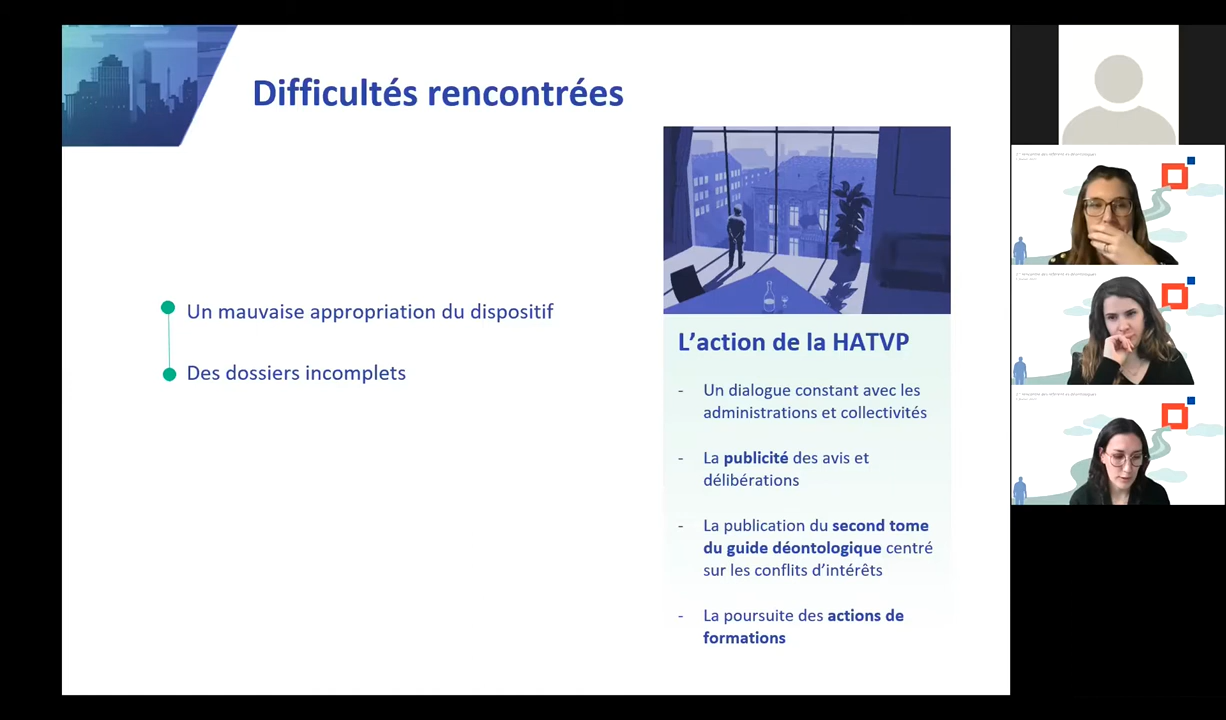 Difficultés rencontrées
Un mauvaise appropriation du dispositif
Des dossiers incomplets
L’action de la HATVP
- Un dialogue constant avec les
administrations et collectivités
- La publicité des avis et
délibérations
- La publication du second tome
du guide déontologique centré
sur les conflits d’intérêts
- La poursuite des actions de
formations